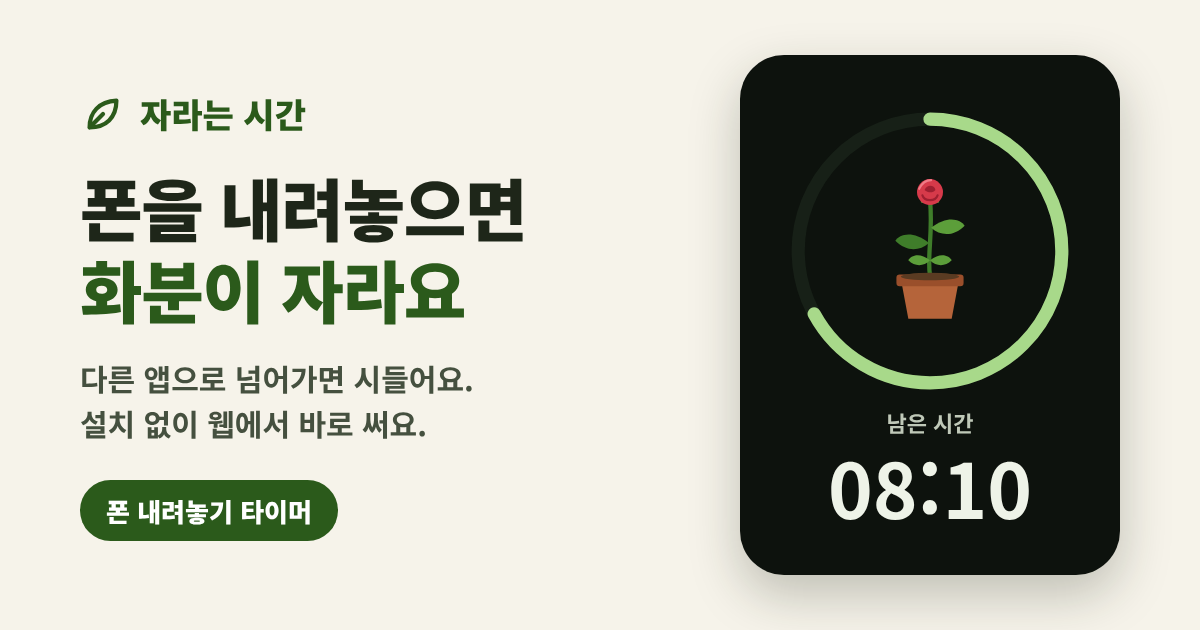 자라는 시간
폰을 내려놓으면
화분이 자라요
다른 앱으로 넘어가면 시들어요.
설치 없이 웹에서 바로 써요.
폰 내려놓기 타이머
남은 시간
08:10